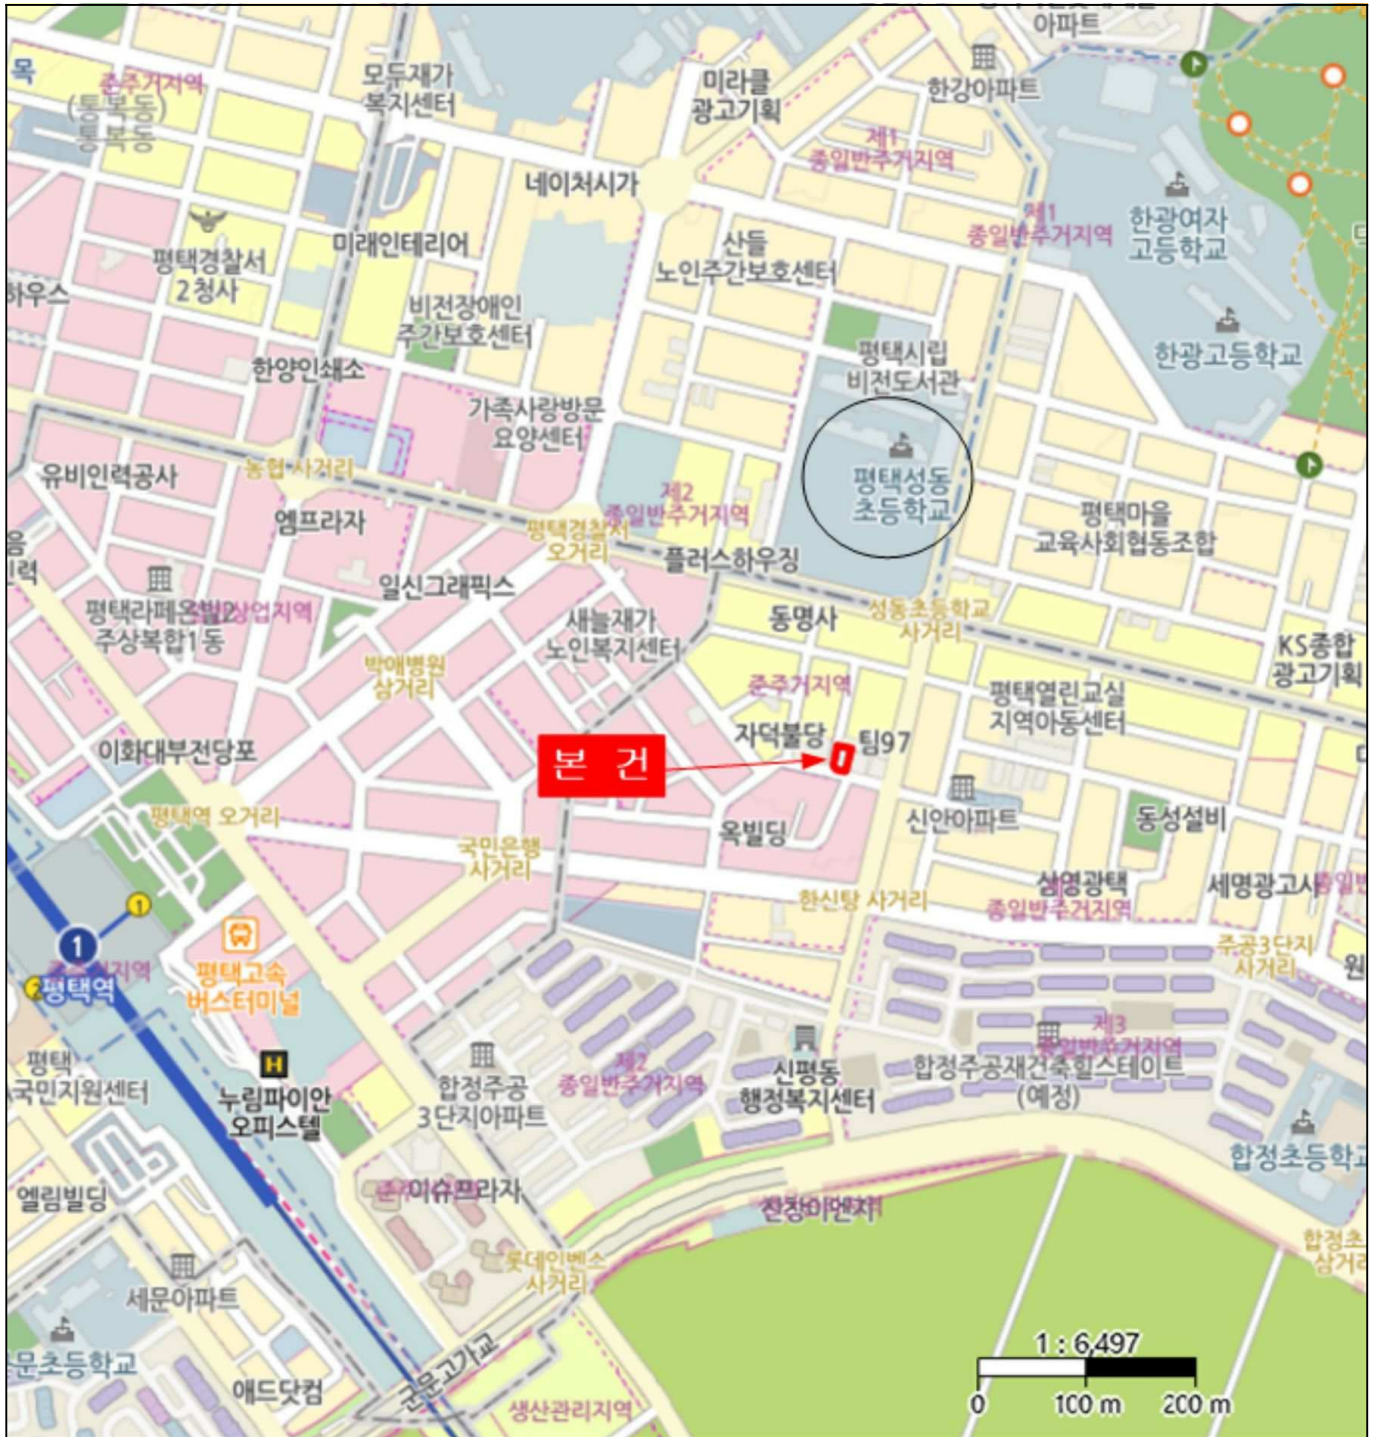 아파트
목
준주거지역
(통복동)
통복동
모두재가
복지센터
미라클
광고기획
한강아파트
제1
종일반주거지역
네이처시가
제1
종일반주거지역
한광여자
고등학교
평택경찰서
2청사
미래인테리어
산들
노인주간보호센터
하우스
비전장애인
주간보호센터
한광고등학교
평택시립
비전도서관
한양인쇄소
가족사랑방문
요양센터
유비인력공사
농협 사거리
엠프라자
제2
종일반주거지역
평택성동
초등학교
평택마을
교육사회협동조합
평택경찰서
오거리
플러스하우징
일신그래픽스
새늘재가
노인복지센터
동명사
성동초등학교
사거리
주상복합1동
상업지역
KS종합
광고기획
박애병원
삼거리
준주거지역
평택열린교실
지역아동센터
자덕불당
팀97
이화대부전당포
본 건
평택역 오거리
국민은행
사거리
옥빌딩
신안아파트
동성설비
한신탕 사거리
삼영광택
종일반주거지역
세명광고사
1
1
2
평택역
평택고속
버스터미널
주공3단지
사거리
원
H
누림파이안
오피스텔
평택
국민지원센터
합정주공
3단지아파트
제2
종일반주거지역
신평동
행정복지센터
제3
종일반주거지역
합정주공재건축힐스테이트
(예정)
합정초등학교
엘림빌딩
이슈프라자
롯데인벤스
사거리
합정초
삼거리
세문아파트
문초등학교
애드닷컴
군문고가교
생산관리지역
1 : 6,497
0 100 m 200 m